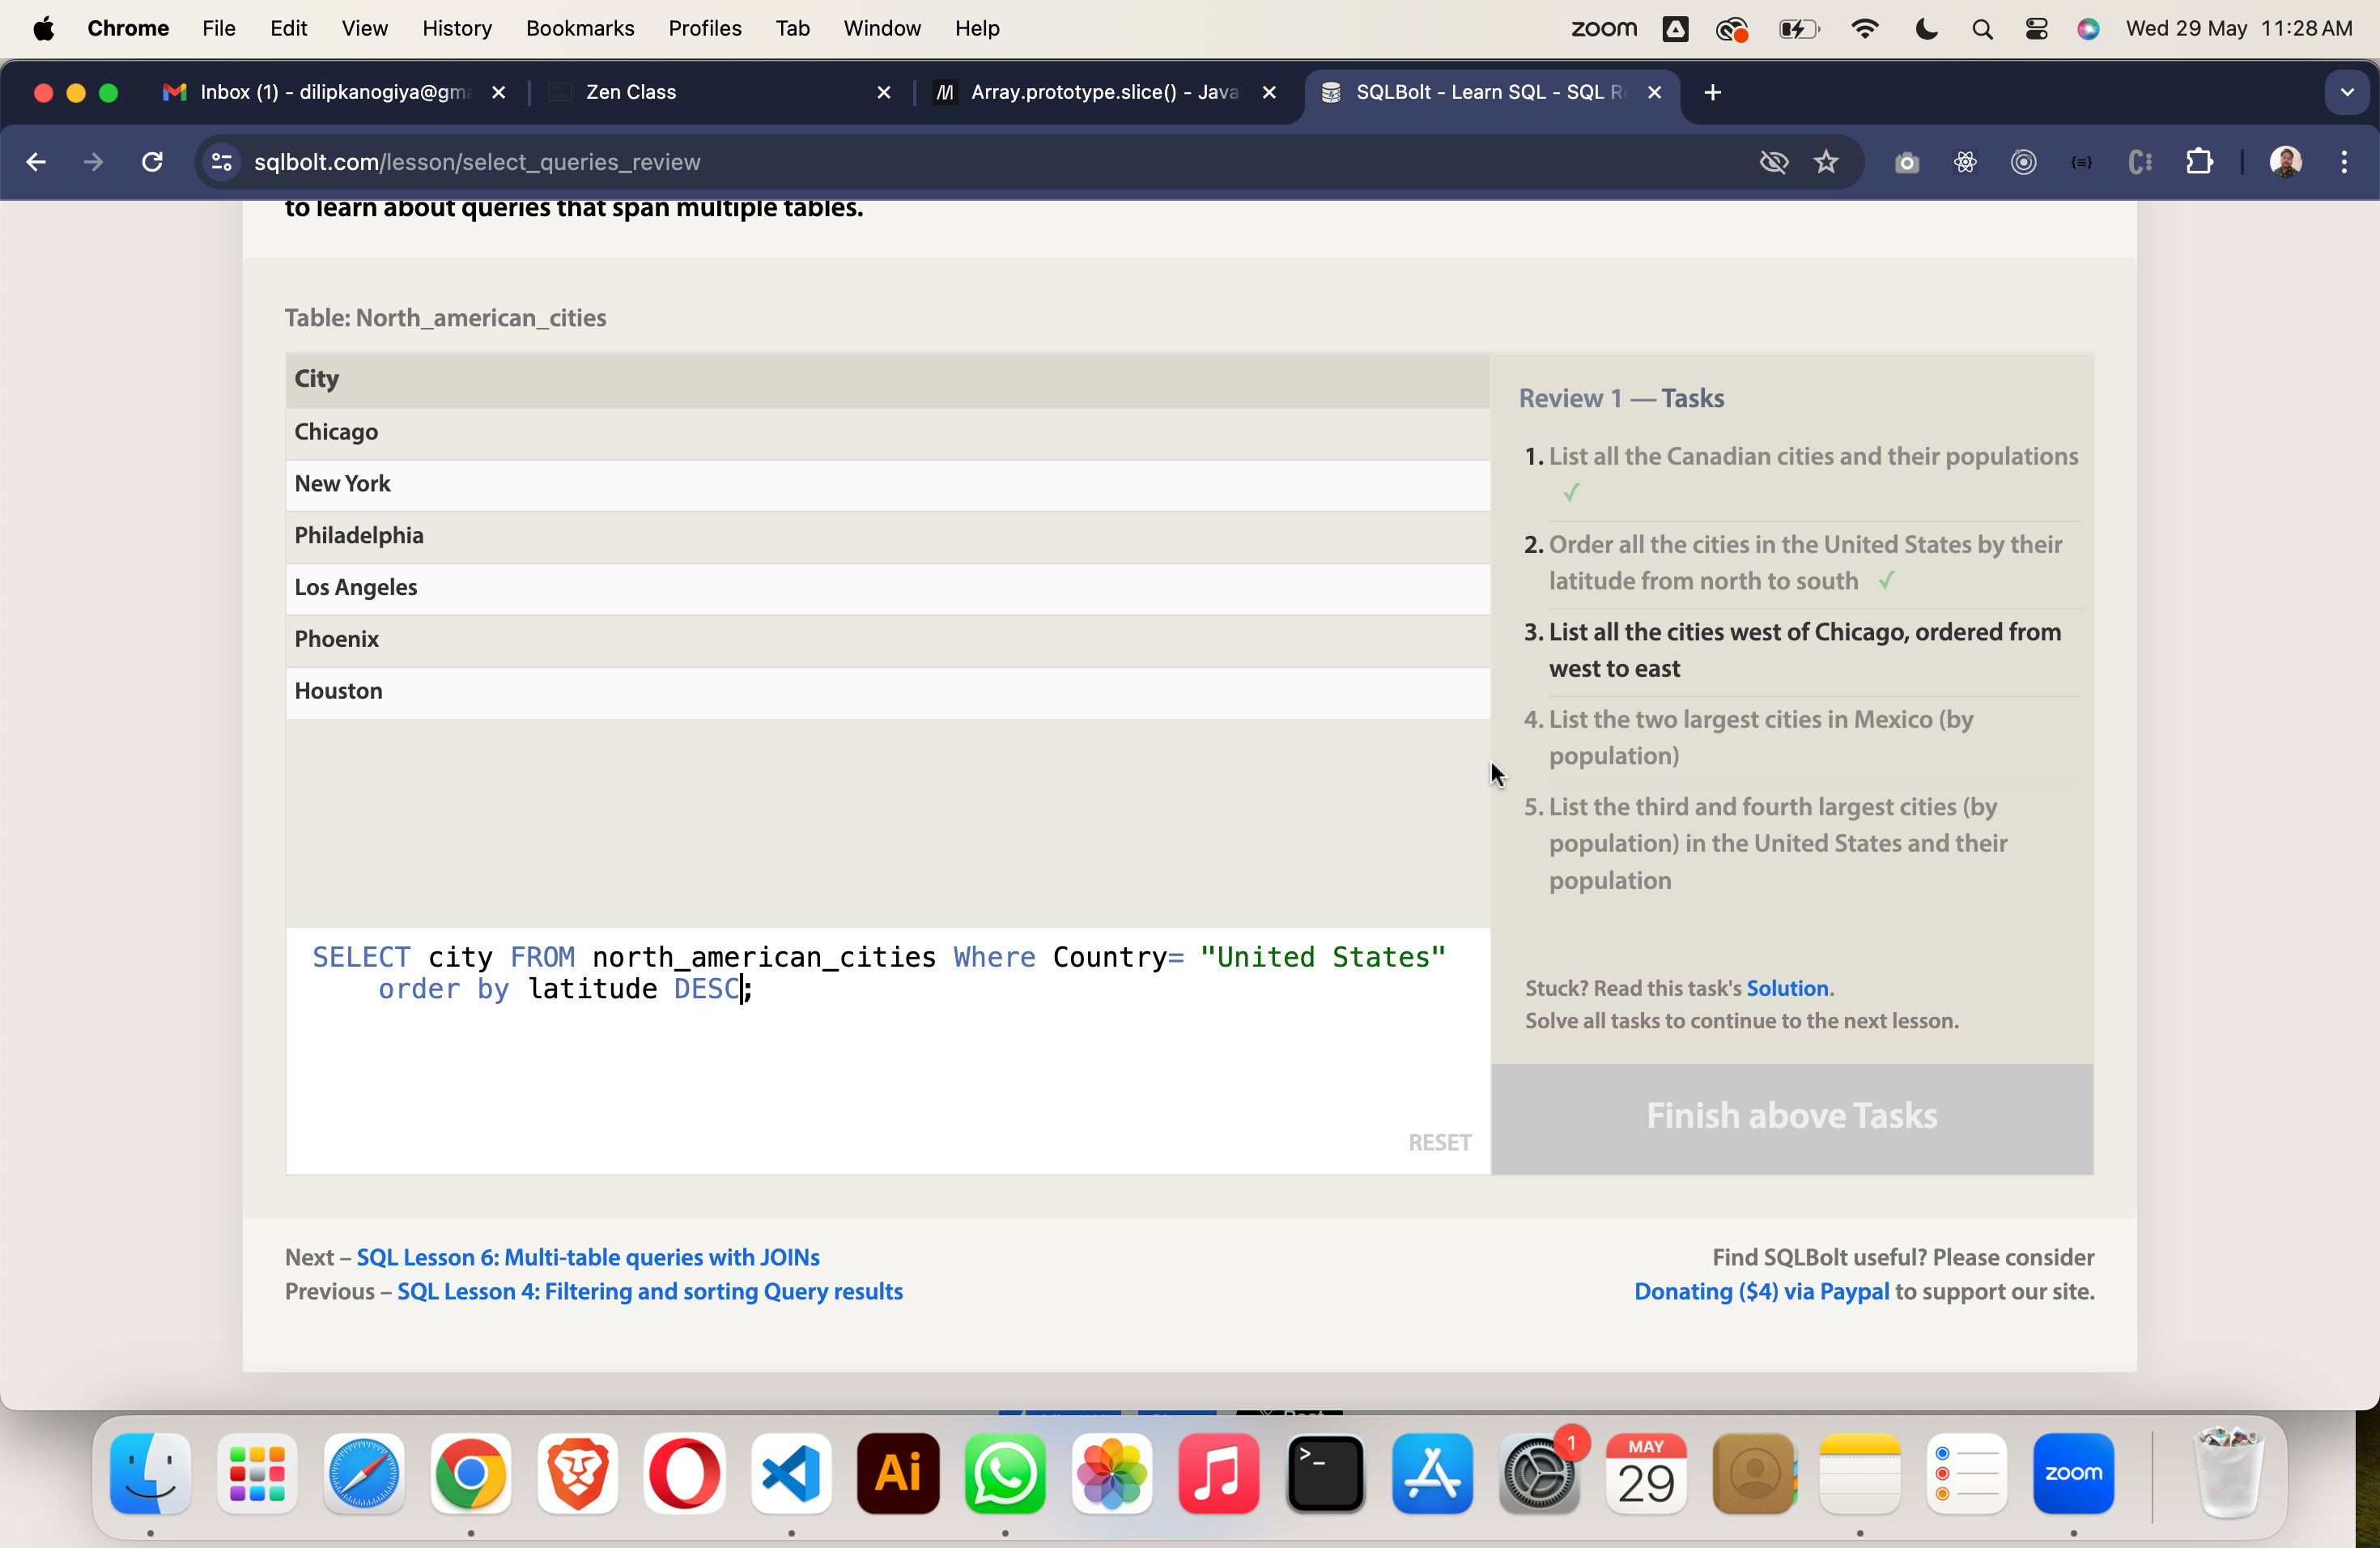 Chrome File Edit View History Bookmarks Profiles Tab Window Help zoom Wed 29 May 11:28 AM
Inbox (1) - dilipkanogiya@gm Zen Class Array.prototype.slice() - Java SQLBolt - Learn SQL - SQL R
sqlbolt.com/lesson/select_queries_review
to learn about queries that span multiple tables.
Table: North_american_cities
City
Chicago
New York
Philadelphia
Los Angeles
Phoenix
Houston
Review 1 — Tasks
1. List all the Canadian cities and their populations
✓
2. Order all the cities in the United States by their
latitude from north to south ✓
3. List all the cities west of Chicago, ordered from
west to east
4. List the two largest cities in Mexico (by
population)
5. List the third and fourth largest cities (by
population) in the United States and their
population
SELECT city FROM north_american_cities Where Country= "United States"
order by latitude DESC;
RESET
Stuck? Read this task's Solution.
Solve all tasks to continue to the next lesson.
Finish above Tasks
Next – SQL Lesson 6: Multi-table queries with JOINs
Previous – SQL Lesson 4: Filtering and sorting Query results
Find SQLBolt useful? Please consider
Donating ($4) via Paypal to support our site.
Ai
>_
1
MAY
29
zoom